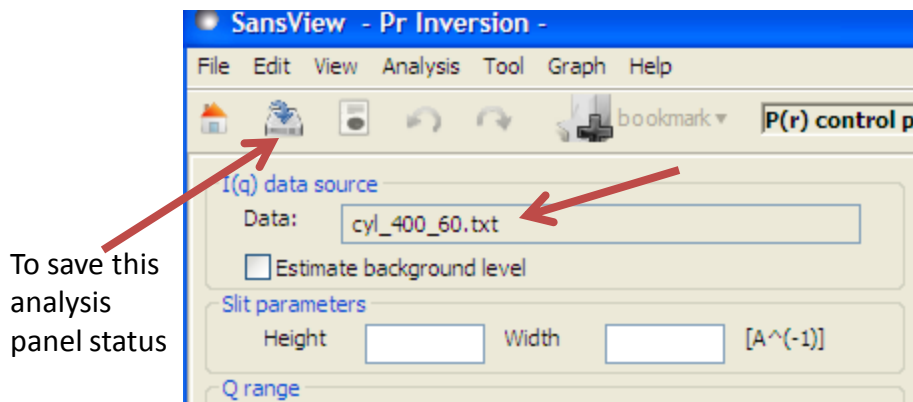 SansView - Pr Inversion -
File Edit View Analysis Tool Graph Help
bookmark P(r) control p
I(q) data source
Data: cyl_400_60.txt
Estimate background level
To save this
analysis
panel status
Slit parameters
Height Width [A^(-1)]
Q range